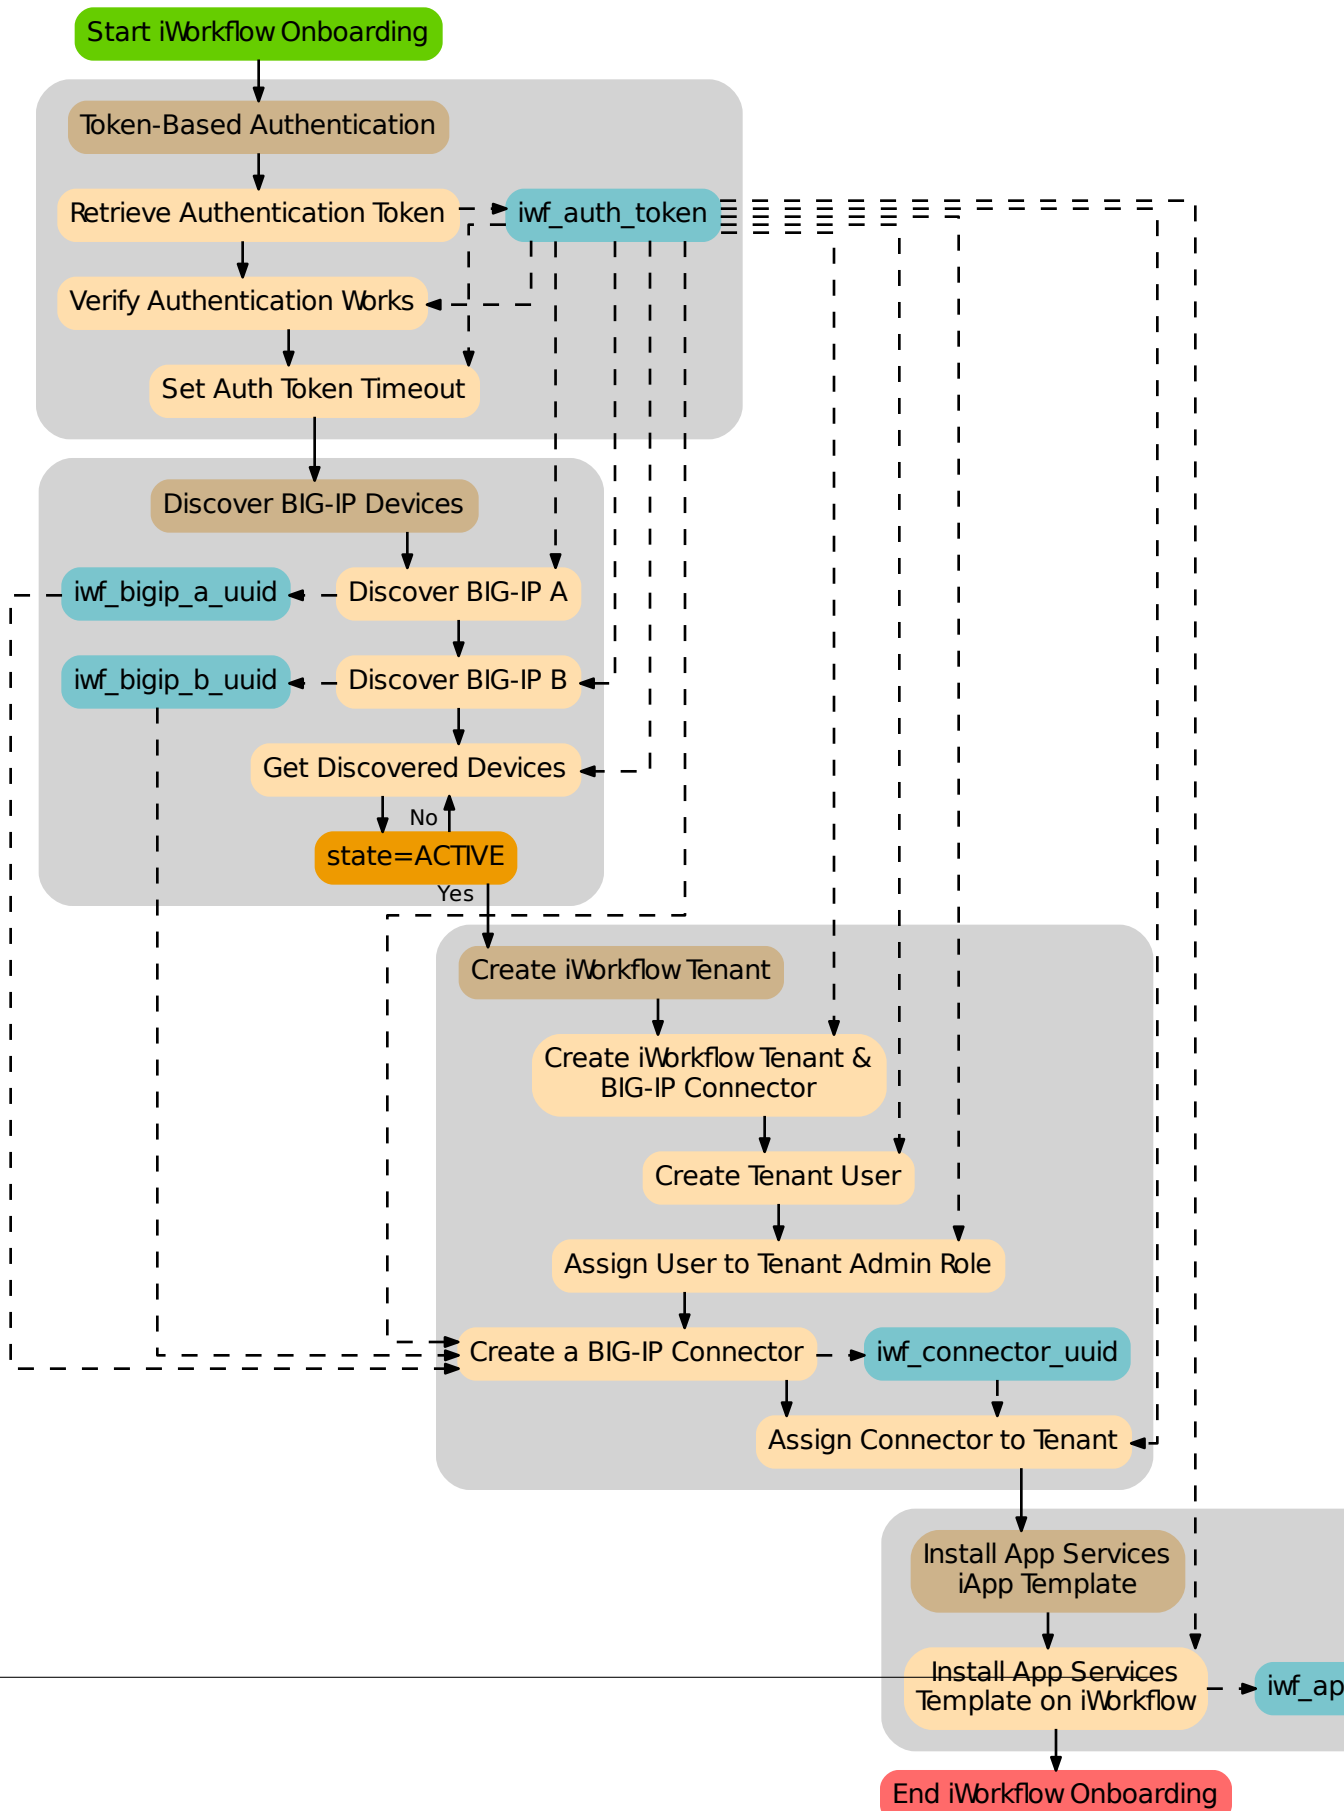 Start iWorkflow Onboarding
Token-Based Authentication
Retrieve Authentication Token
iwf_auth_token
Verify Authentication Works
Set Auth Token Timeout
Discover BIG-IP Devices
iwf_bigip_a_uuid
Discover BIG-IP A
iwf_bigip_b_uuid
Discover BIG-IP B
Get Discovered Devices
No
state=ACTIVE
Yes
Create iWorkflow Tenant
Create iWorkflow Tenant &
BIG-IP Connector
Create Tenant User
Assign User to Tenant Admin Role
Create a BIG-IP Connector
iwf_connector_uuid
Assign Connector to Tenant
Install App Services
iApp Template
Install App Services
Template on iWorkflow
iwf_ap
End iWorkflow Onboarding